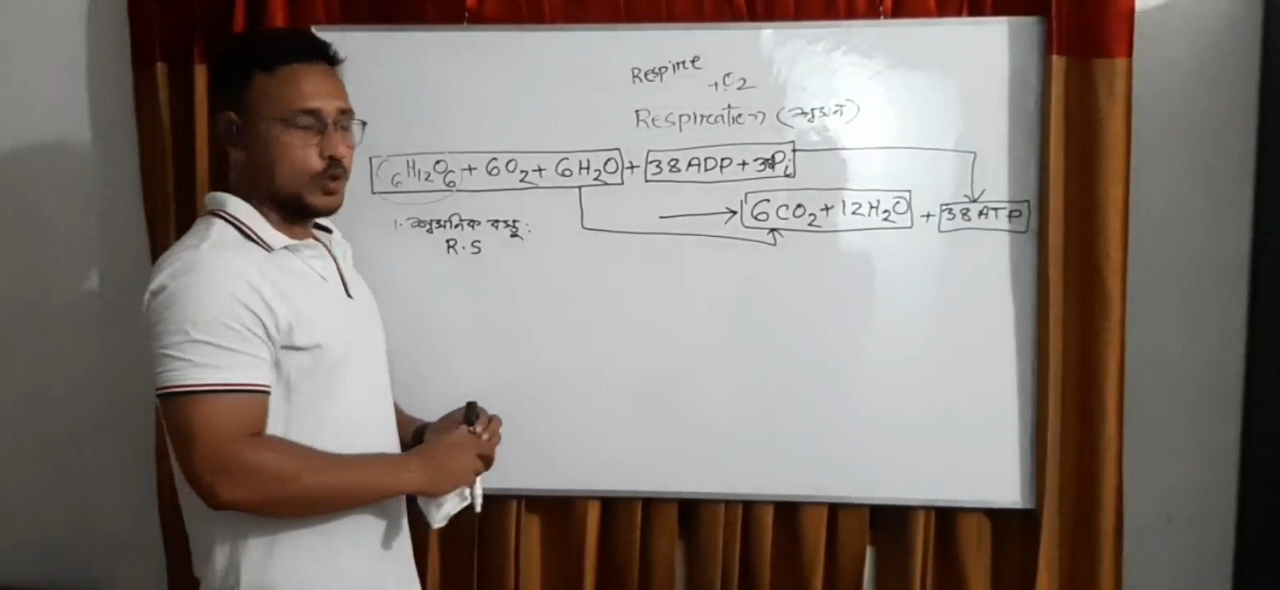 Respire
+C2
Respiration (শ্বসন)
C6H12O6 + 6O2 + 6H2O + 38ADP + 38Pi
→ 6CO2 + 12H2O + 38ATP
1. শ্বসনিক বস্তু:
R.S